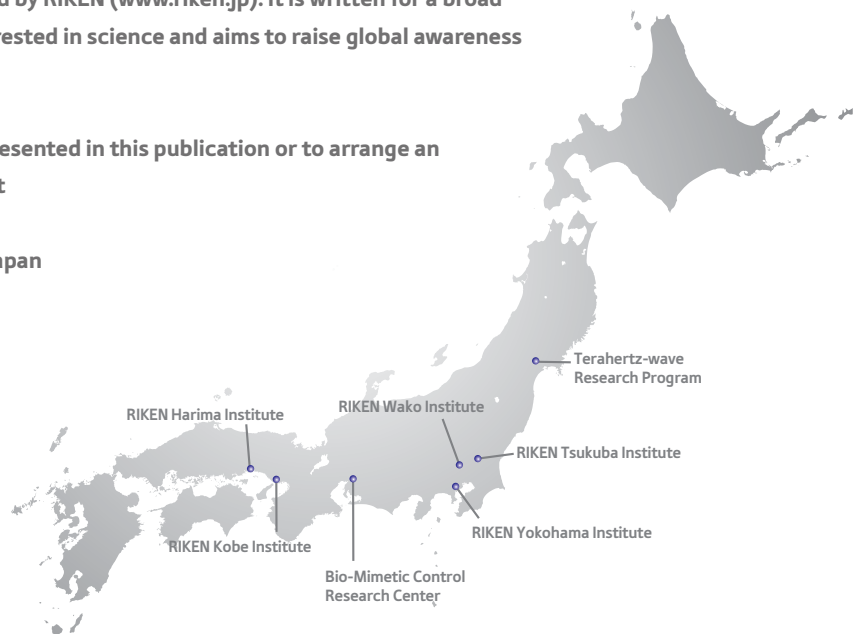 d by RIKEN (www.riken.jp). It is written for a broad
rested in science and aims to raise global awareness
esented in this publication or to arrange an
t
apan
Terahertz-wave
Research Program
RIKEN Harima Institute
RIKEN Wako Institute
RIKEN Tsukuba Institute
RIKEN Yokohama Institute
RIKEN Kobe Institute
Bio-Mimetic Control
Research Center